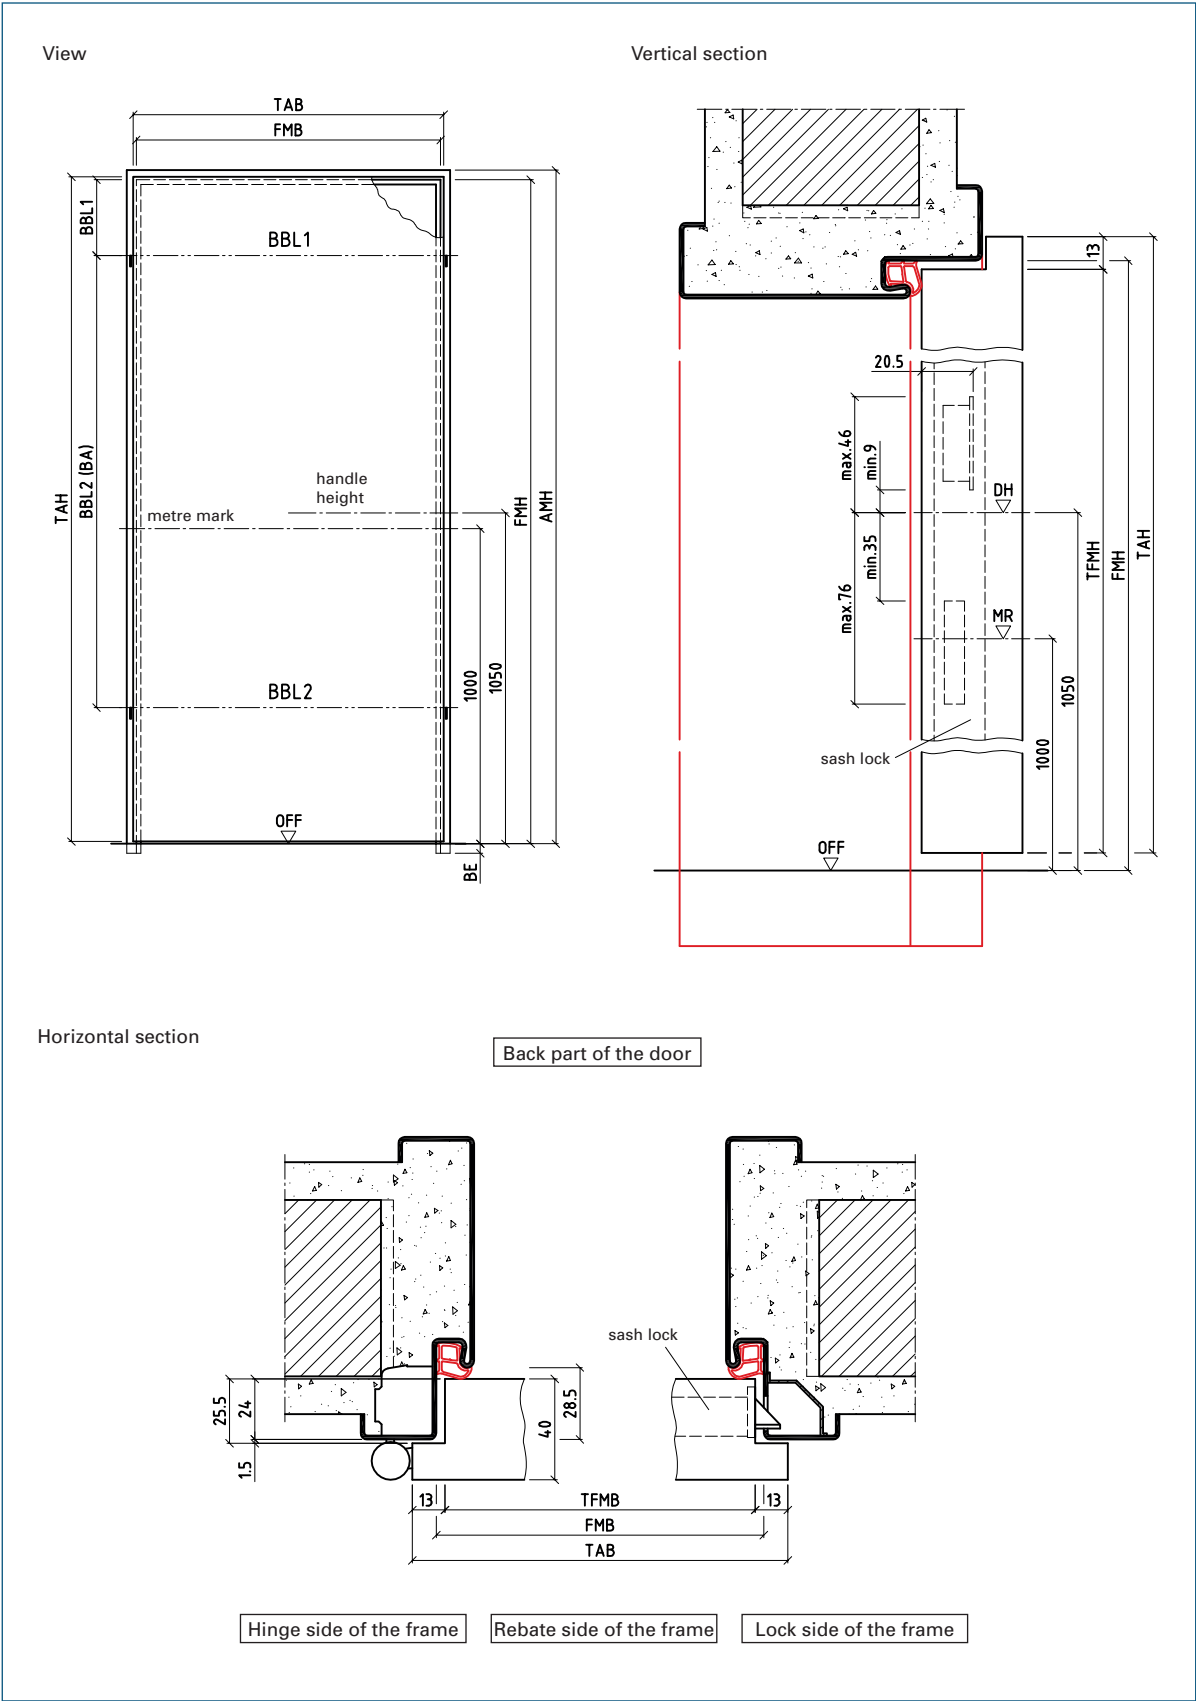 View
Vertical section
TAB
FMB
BBL1
BBL1
TAH
BBL2 (BA)
handle
height
metre mark
FMH
AMH
1000
1050
BBL2
OFF
BE
13
20.5
max.46
min.9
DH
min.35
max.76
MR
TFMH
FMH
TAH
1050
1000
sash lock
OFF
Horizontal section
Back part of the door
sash lock
25.5
24
1.5
40
28.5
13
TFMB
13
FMB
TAB
Hinge side of the frame
Rebate side of the frame
Lock side of the frame